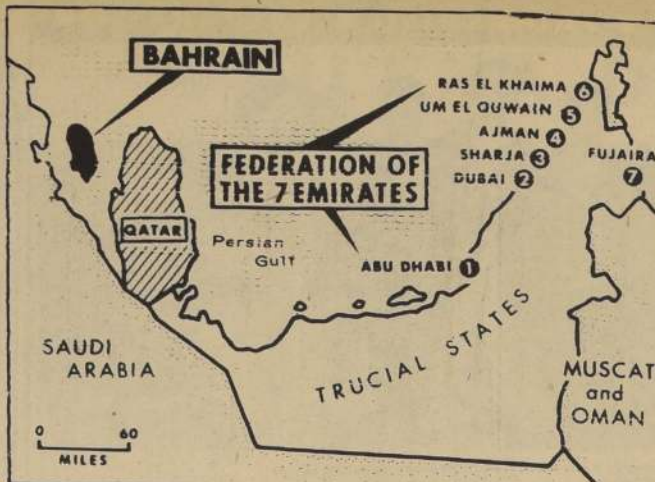 BAHRAIN
RAS EL KHAIMA 6
UM EL QUWAIN 5
AJMAN 4
SHARJA 3
DUBAI 2
FUJAIRA
7
FEDERATION OF
THE 7 EMIRATES
QATAR
Persian
Gulf
ABU DHABI 1
TRUCIAL STATES
SAUDI
ARABIA
MUSCAT
and
OMAN
0 60
MILES